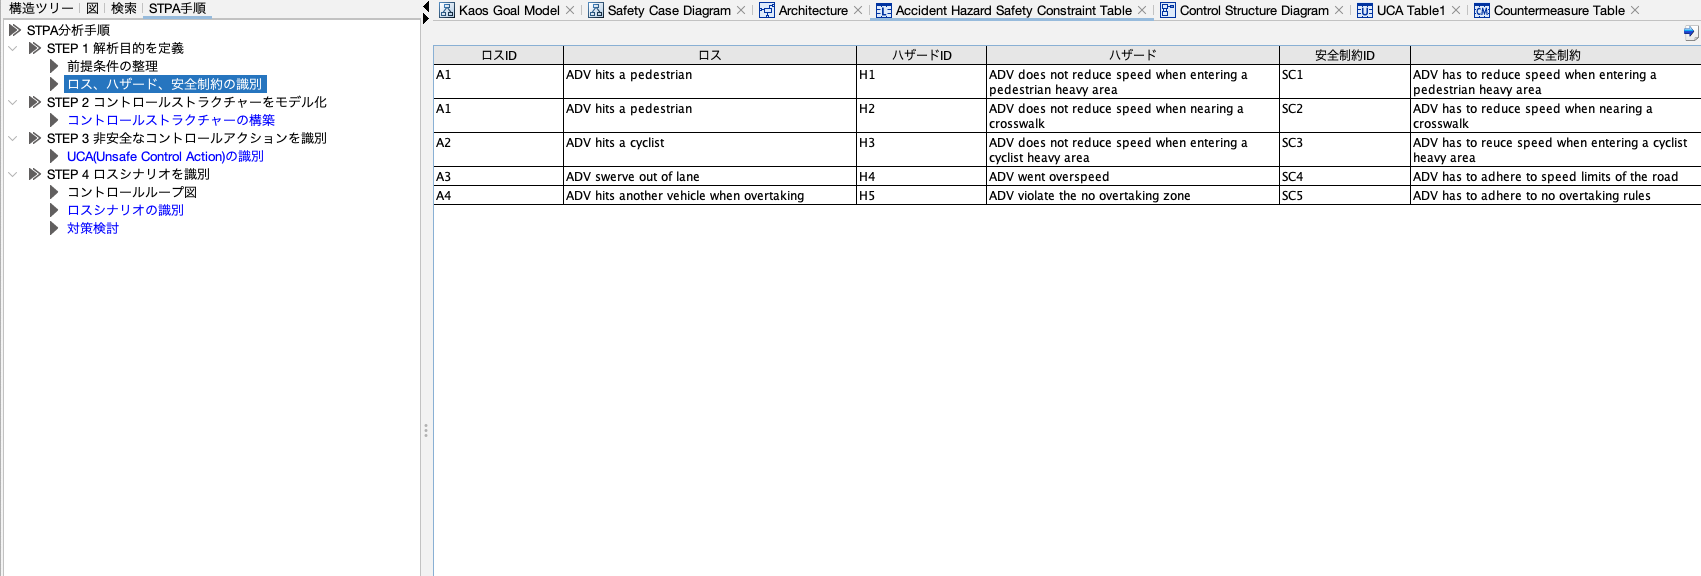 構造ツリー 図 検索 STPA手順
STPA分析手順
STEP 1 解析目的を定義
前提条件の整理
ロス、ハザード、安全制約の識別
STEP 2 コントロールストラクチャーをモデル化
コントロールストラクチャーの構築
STEP 3 非安全なコントロールアクションを識別
UCA(Unsafe Control Action)の識別
STEP 4 ロスシナリオを識別
コントロールループ図
ロスシナリオの識別
対策検討
Kaos Goal Model Safety Case Diagram Architecture Accident Hazard Safety Constraint Table Control Structure Diagram UCA Table1 Countermeasure Table
ロスID ロス ハザードID ハザード 安全制約ID 安全制約
A1 ADV hits a pedestrian H1 ADV does not reduce speed when entering a SC1 ADV has to reduce speed when entering a
pedestrian heavy area pedestrian heavy area
A1 ADV hits a pedestrian H2 ADV does not reduce speed when nearing a SC2 ADV has to reduce speed when nearing a
crosswalk crosswalk
A2 ADV hits a cyclist H3 ADV does not reduce speed when entering a SC3 ADV has to reuce speed when entering a cyclist
cyclist heavy area heavy area
A3 ADV swerve out of lane H4 ADV went overspeed SC4 ADV has to adhere to speed limits of the road
A4 ADV hits another vehicle when overtaking H5 ADV violate the no overtaking zone SC5 ADV has to adhere to no overtaking rules